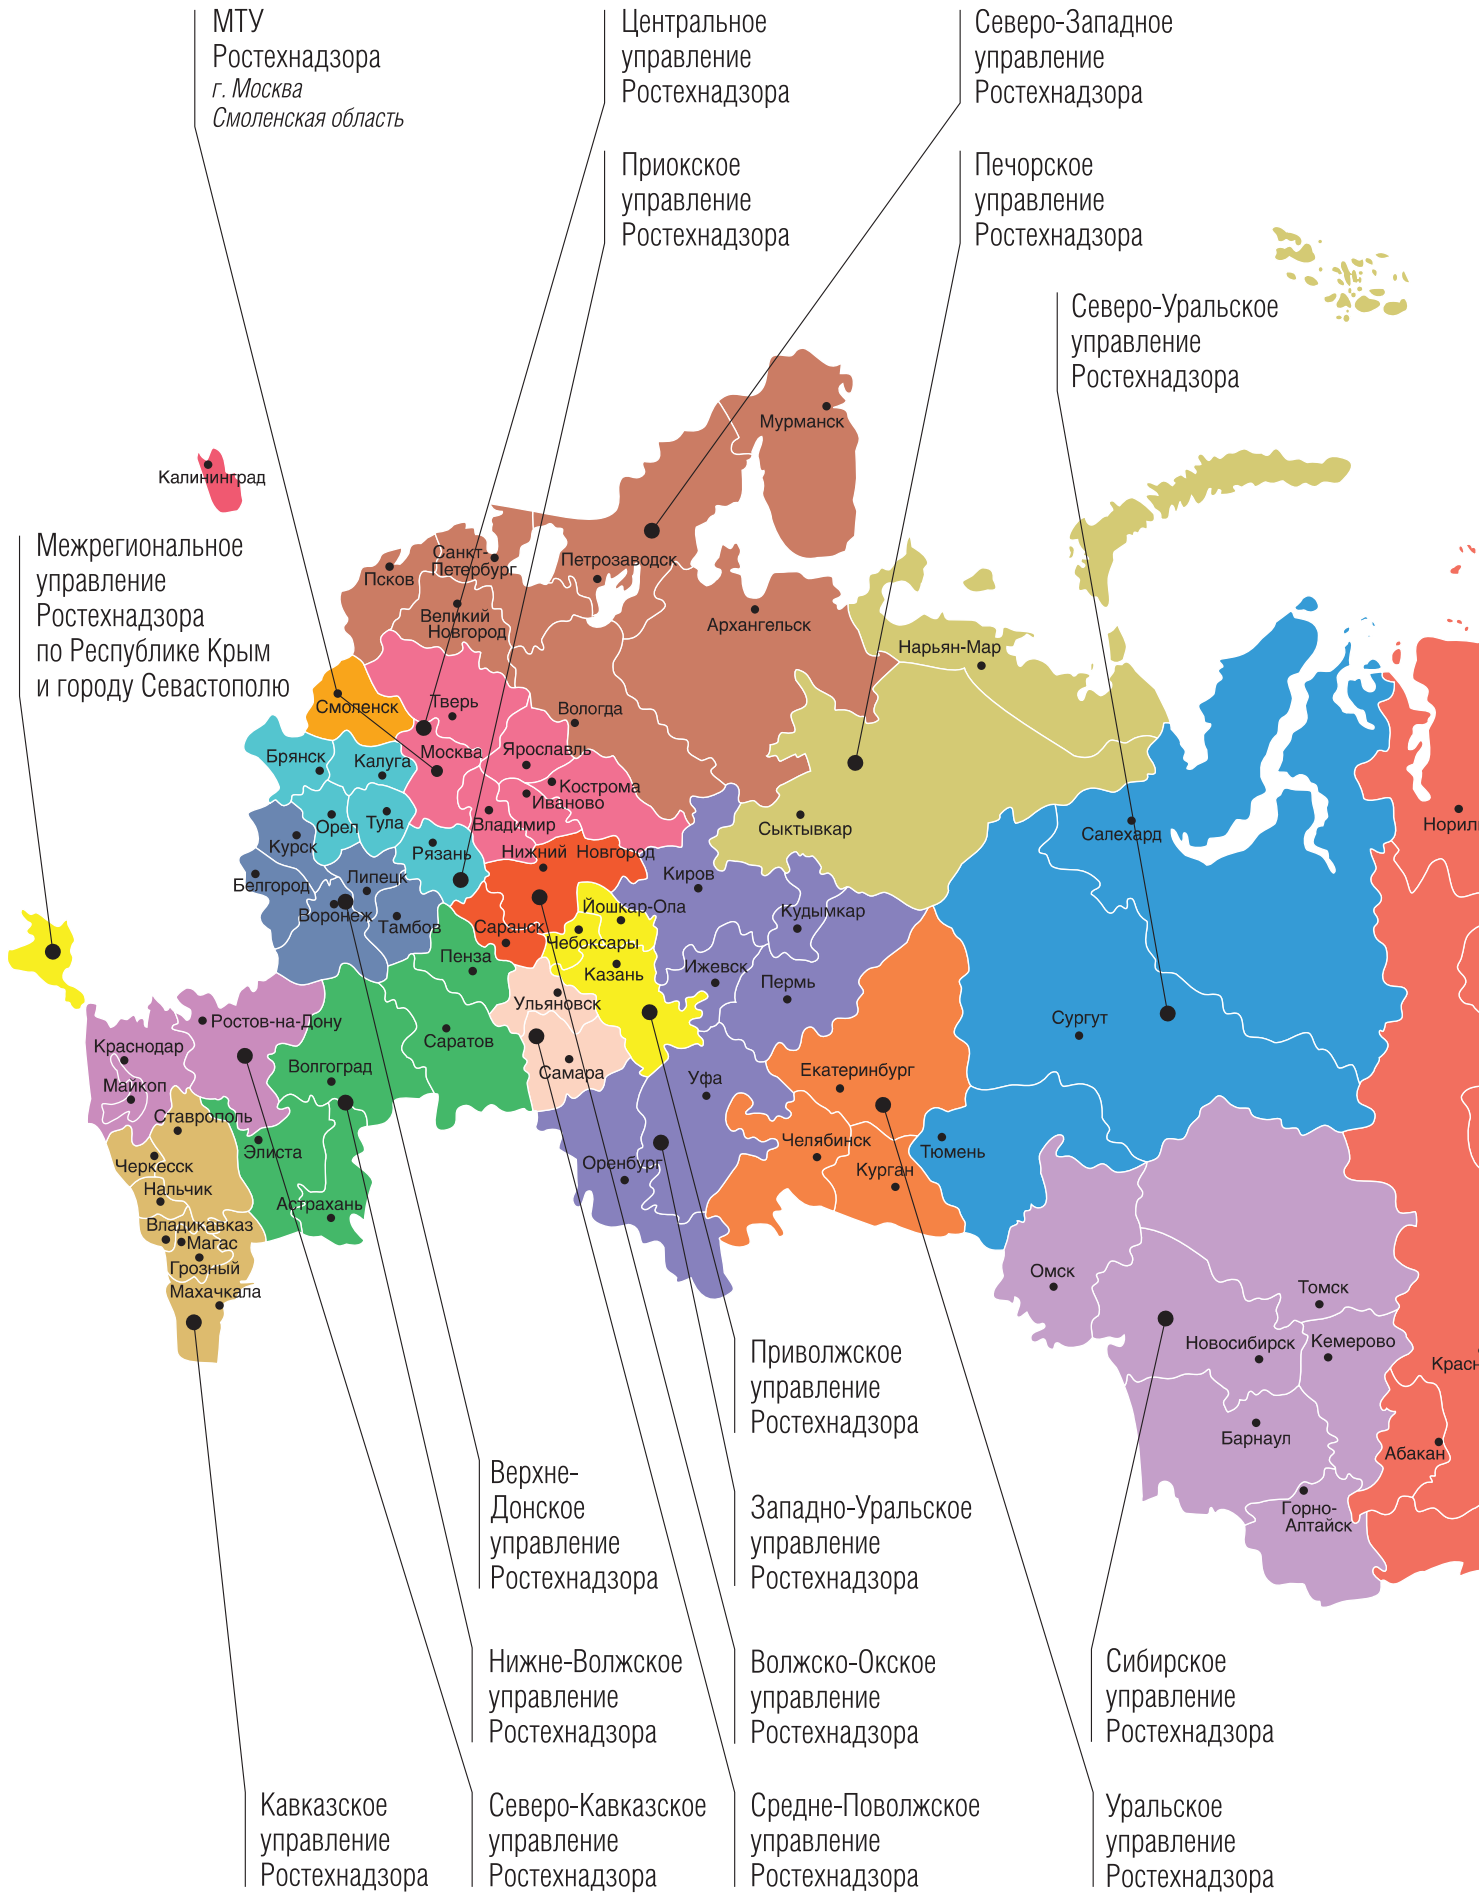 МТУ
Ростехнадзора
г. Москва
Смоленская область
Центральное
управление
Ростехнадзора
Северо-Западное
управление
Ростехнадзора
Приокское
управление
Ростехнадзора
Печорское
управление
Ростехнадзора
Северо-Уральское
управление
Ростехнадзора
Межрегиональное
управление
Ростехнадзора
по Республике Крым
и городу Севастополю
Мурманск
Калининград
Санкт-
Петербург
Петрозаводск
Псков
Великий
Новгород
Архангельск
Нарьян-Мар
Смоленск
Тверь
Вологда
Брянск
Калуга
Москва
Ярославль
Кострома
Иваново
Владимир
Орел
Тула
Курск
Рязань
Нижний Новгород
Сыктывкар
Салехард
Норил
Белгород
Липецк
Воронеж
Тамбов
Киров
Кудымкар
Йошкар-Ола
Саранск
Чебоксары
Пенза
Казань
Ижевск
Пермь
Ульяновск
Сургут
Ростов-на-Дону
Саратов
Краснодар
Волгоград
Самара
Уфа
Екатеринбург
Майкоп
Ставрополь
Элиста
Челябинск
Тюмень
Черкесск
Оренбург
Курган
Нальчик
Астрахань
Владикавказ
Магас
Грозный
Махачкала
Омск
Томск
Новосибирск
Кемерово
Красн
Барнаул
Абакан
Горно-
Алтайск
Приволжское
управление
Ростехнадзора
Верхне-
Донское
управление
Ростехнадзора
Западно-Уральское
управление
Ростехнадзора
Нижне-Волжское
управление
Ростехнадзора
Волжско-Окское
управление
Ростехнадзора
Сибирское
управление
Ростехнадзора
Кавказское
управление
Ростехнадзора
Северо-Кавказское
управление
Ростехнадзора
Средне-Поволжское
управление
Ростехнадзора
Уральское
управление
Ростехнадзора